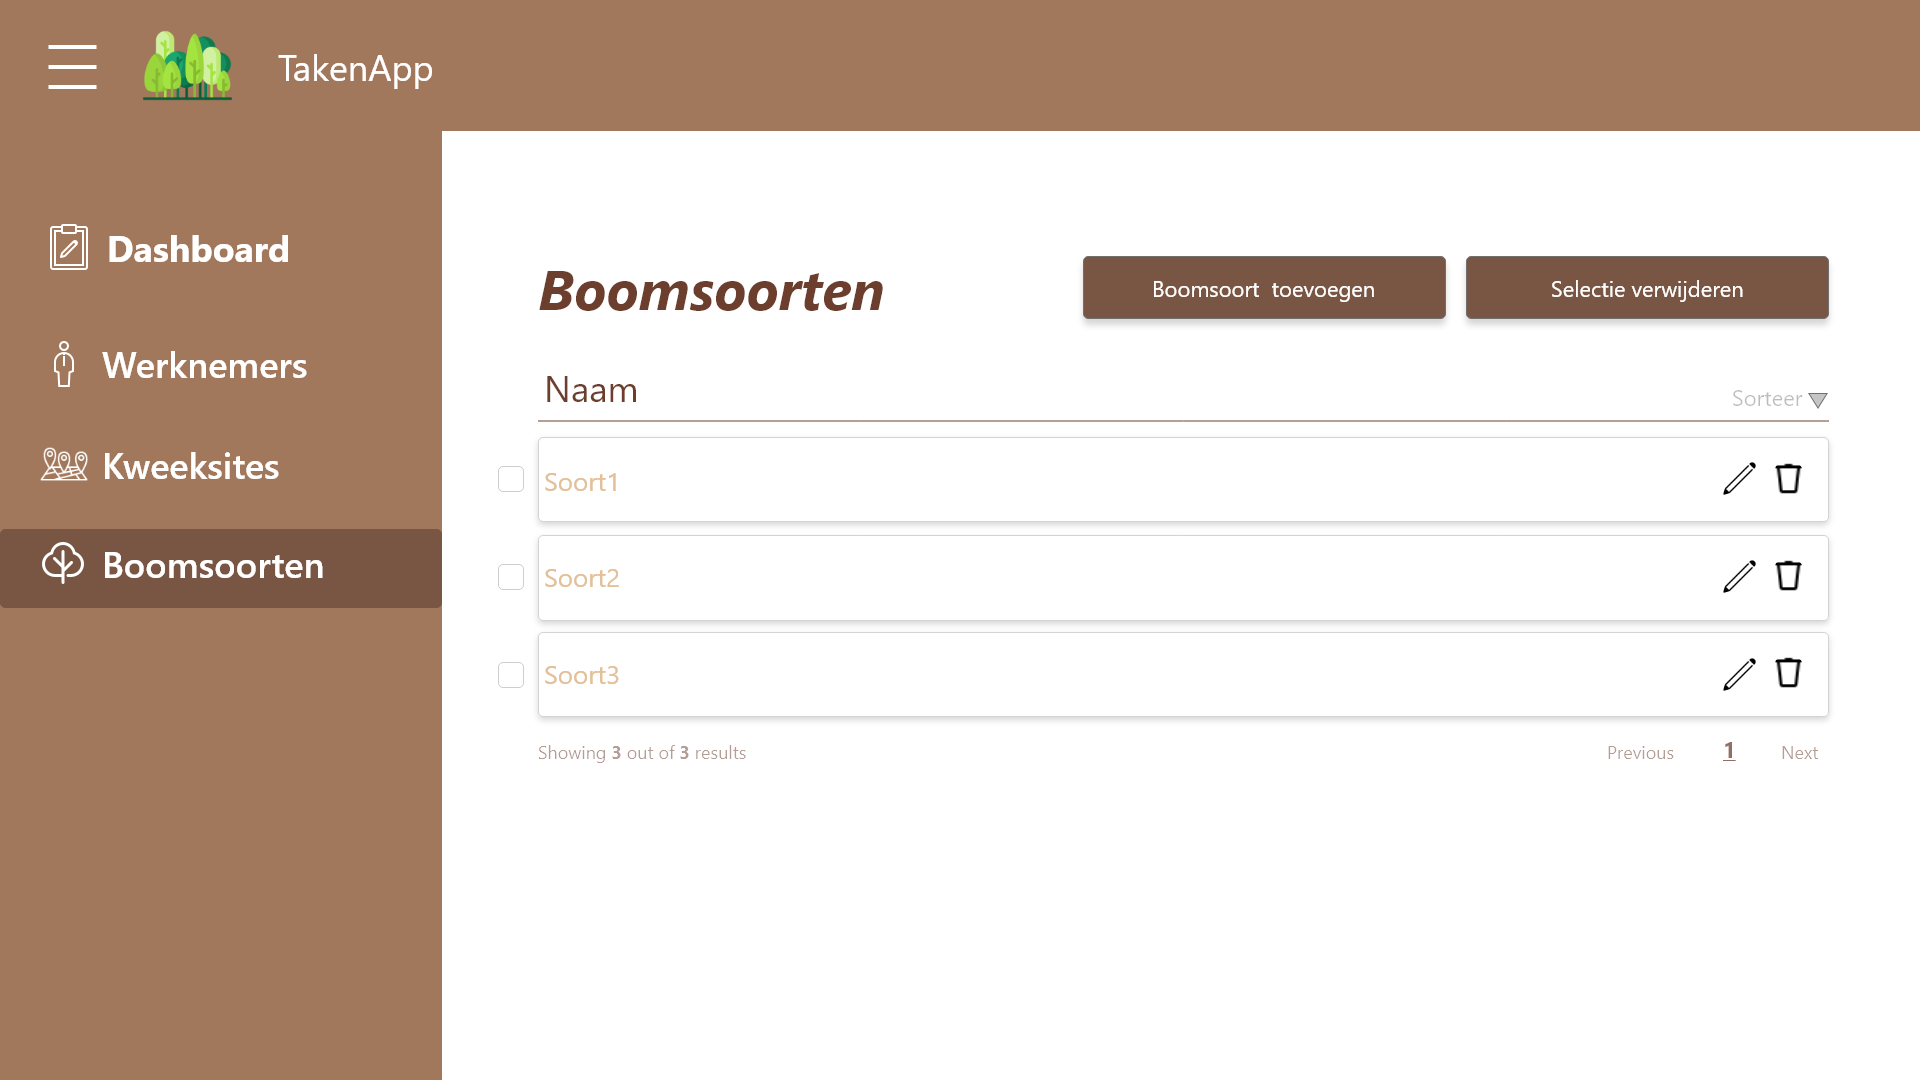 TakenApp
Dashboard
Werknemers
Kweeksites
Boomsoorten
Boomsoorten
Boomsoort toevoegen
Selectie verwijderen
Naam
Sorteer
Soort1
Soort2
Soort3
Showing 3 out of 3 results
Previous 1 Next